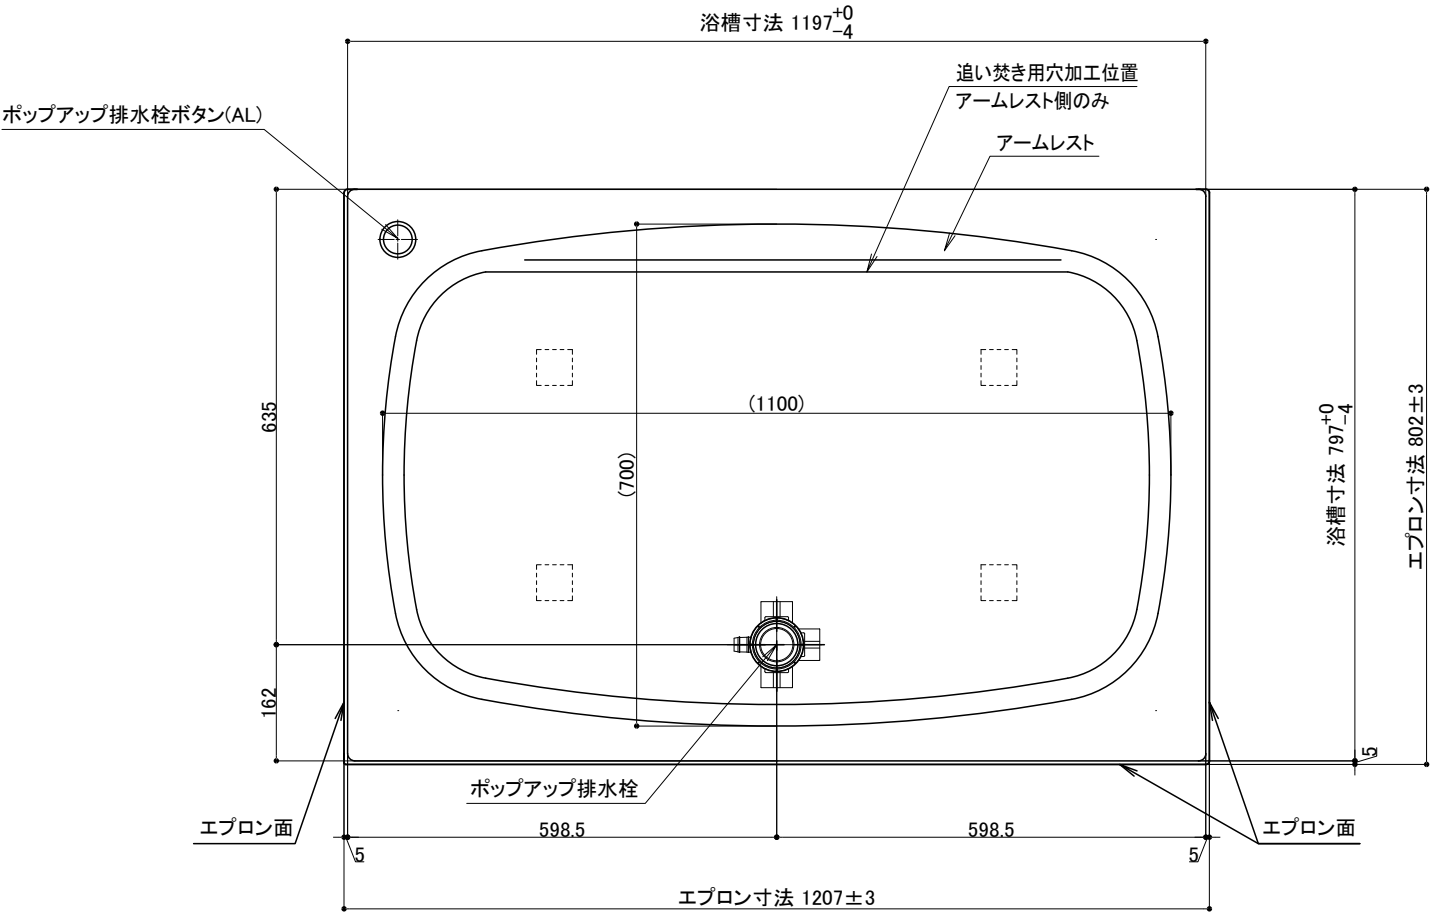 浴槽寸法 1197+0-4
追い焚き用穴加工位置
アームレスト側のみ
ポップアップ排水栓ボタン(AL)
アームレスト
635
(1100)
(700)
浴槽寸法 797+0-4
エプロン寸法 802±3
162
5
ポップアップ排水栓
エプロン面
598.5
598.5
エプロン面
5
5
エプロン寸法 1207±3